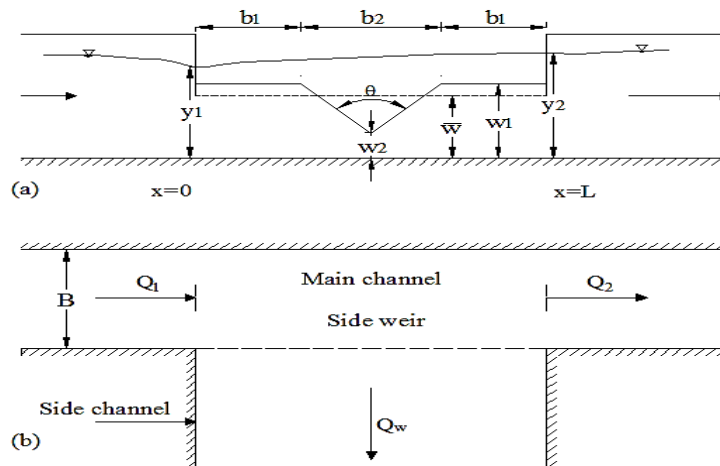 b1 b2 b1
θ
y1 w2 w̅ w1 y2
(a) x=0 x=L
B Q1 Main channel Q2
Side weir
Side channel
(b) Qw